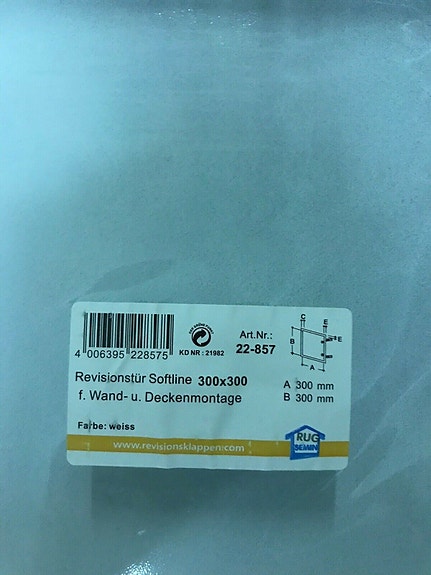 4 006395 228575
KD NR : 21982
Art.Nr.:
22-857
C
E
B
E
A
Revisionstür Softline 300x300
f. Wand- u. Deckenmontage
A 300 mm
B 300 mm
Farbe: weiss
www.revisionsklappen.com
RUG
SEMIN